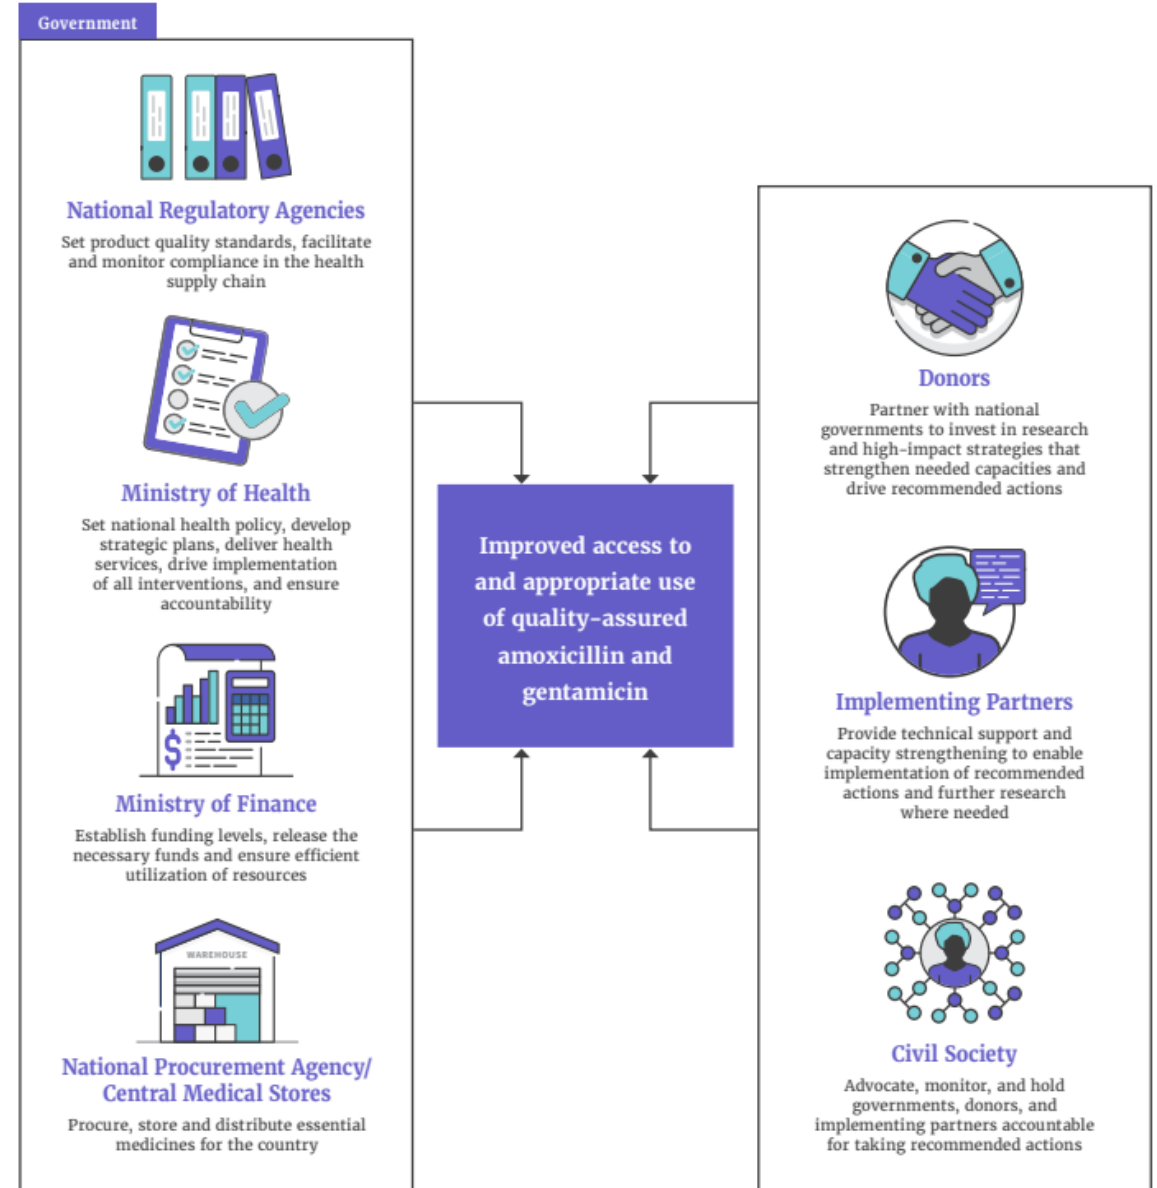 Government
National Regulatory Agencies
Set product quality standards, facilitate
and monitor compliance in the health
supply chain
Ministry of Health
Set national health policy, develop
strategic plans, deliver health
services, drive implementation
of all interventions, and ensure
accountability
$
Ministry of Finance
Establish funding levels, release the
necessary funds and ensure efficient
utilization of resources
WAREHOUSE
National Procurement Agency/
Central Medical Stores
Procure, store and distribute essential
medicines for the country
Improved access to
and appropriate use
of quality-assured
amoxicillin and
gentamicin
Donors
Partner with national
governments to invest in research
and high-impact strategies that
strengthen needed capacities and
drive recommended actions
Implementing Partners
Provide technical support and
capacity strengthening to enable
implementation of recommended
actions and further research
where needed
Civil Society
Advocate, monitor, and hold
governments, donors, and
implementing partners accountable
for taking recommended actions